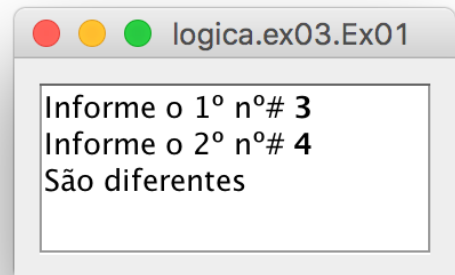 logica.ex03.Ex01
Informe o 1º nº# 3
Informe o 2º nº# 4
São diferentes